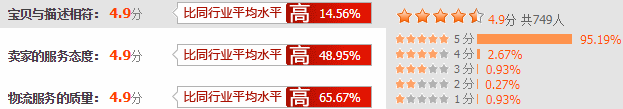 宝贝与描述相符： 4.9分 比同行业平均水平 高 14.56%
卖家的服务态度： 4.9分 比同行业平均水平 高 48.95%
物流服务的质量： 4.9分 比同行业平均水平 高 65.67%
4.9分 共749人
5分 95.19%
4分 2.67%
3分 0.93%
2分 0.27%
1分 0.93%